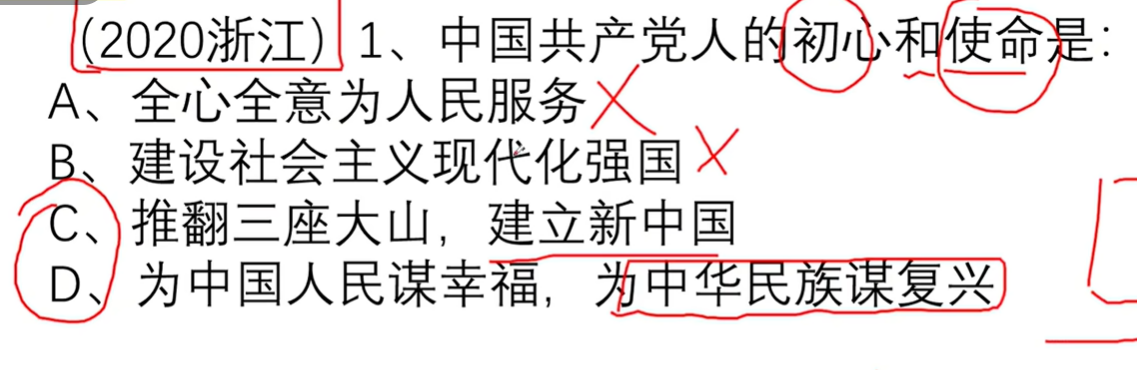 （2020浙江）1、中国共产党人的初心和使命是：
A、全心全意为人民服务
B、建设社会主义现代化强国
C、推翻三座大山，建立新中国
D、为中国人民谋幸福，为中华民族谋复兴